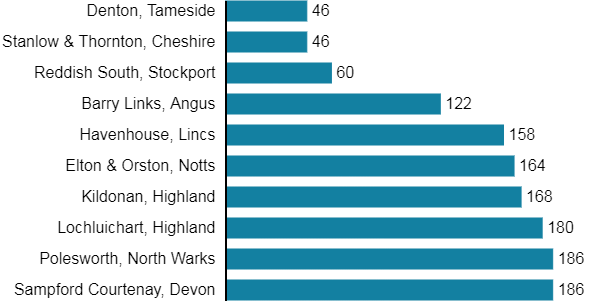 Denton, Tameside 46
Stanlow & Thornton, Cheshire 46
Reddish South, Stockport 60
Barry Links, Angus 122
Havenhouse, Lincs 158
Elton & Orston, Notts 164
Kildonan, Highland 168
Lochluichart, Highland 180
Polesworth, North Warks 186
Sampford Courtenay, Devon 186